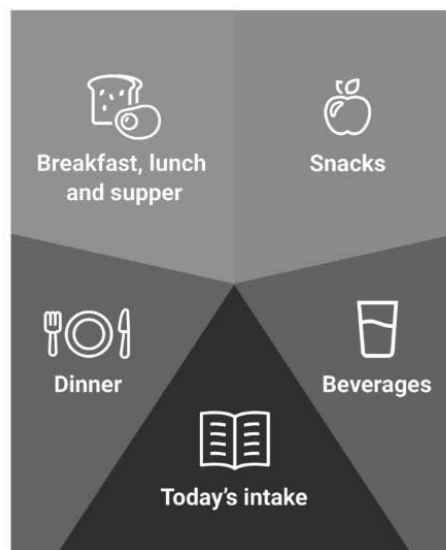 Breakfast, lunch
and supper
Snacks
Dinner
Beverages
Today's intake